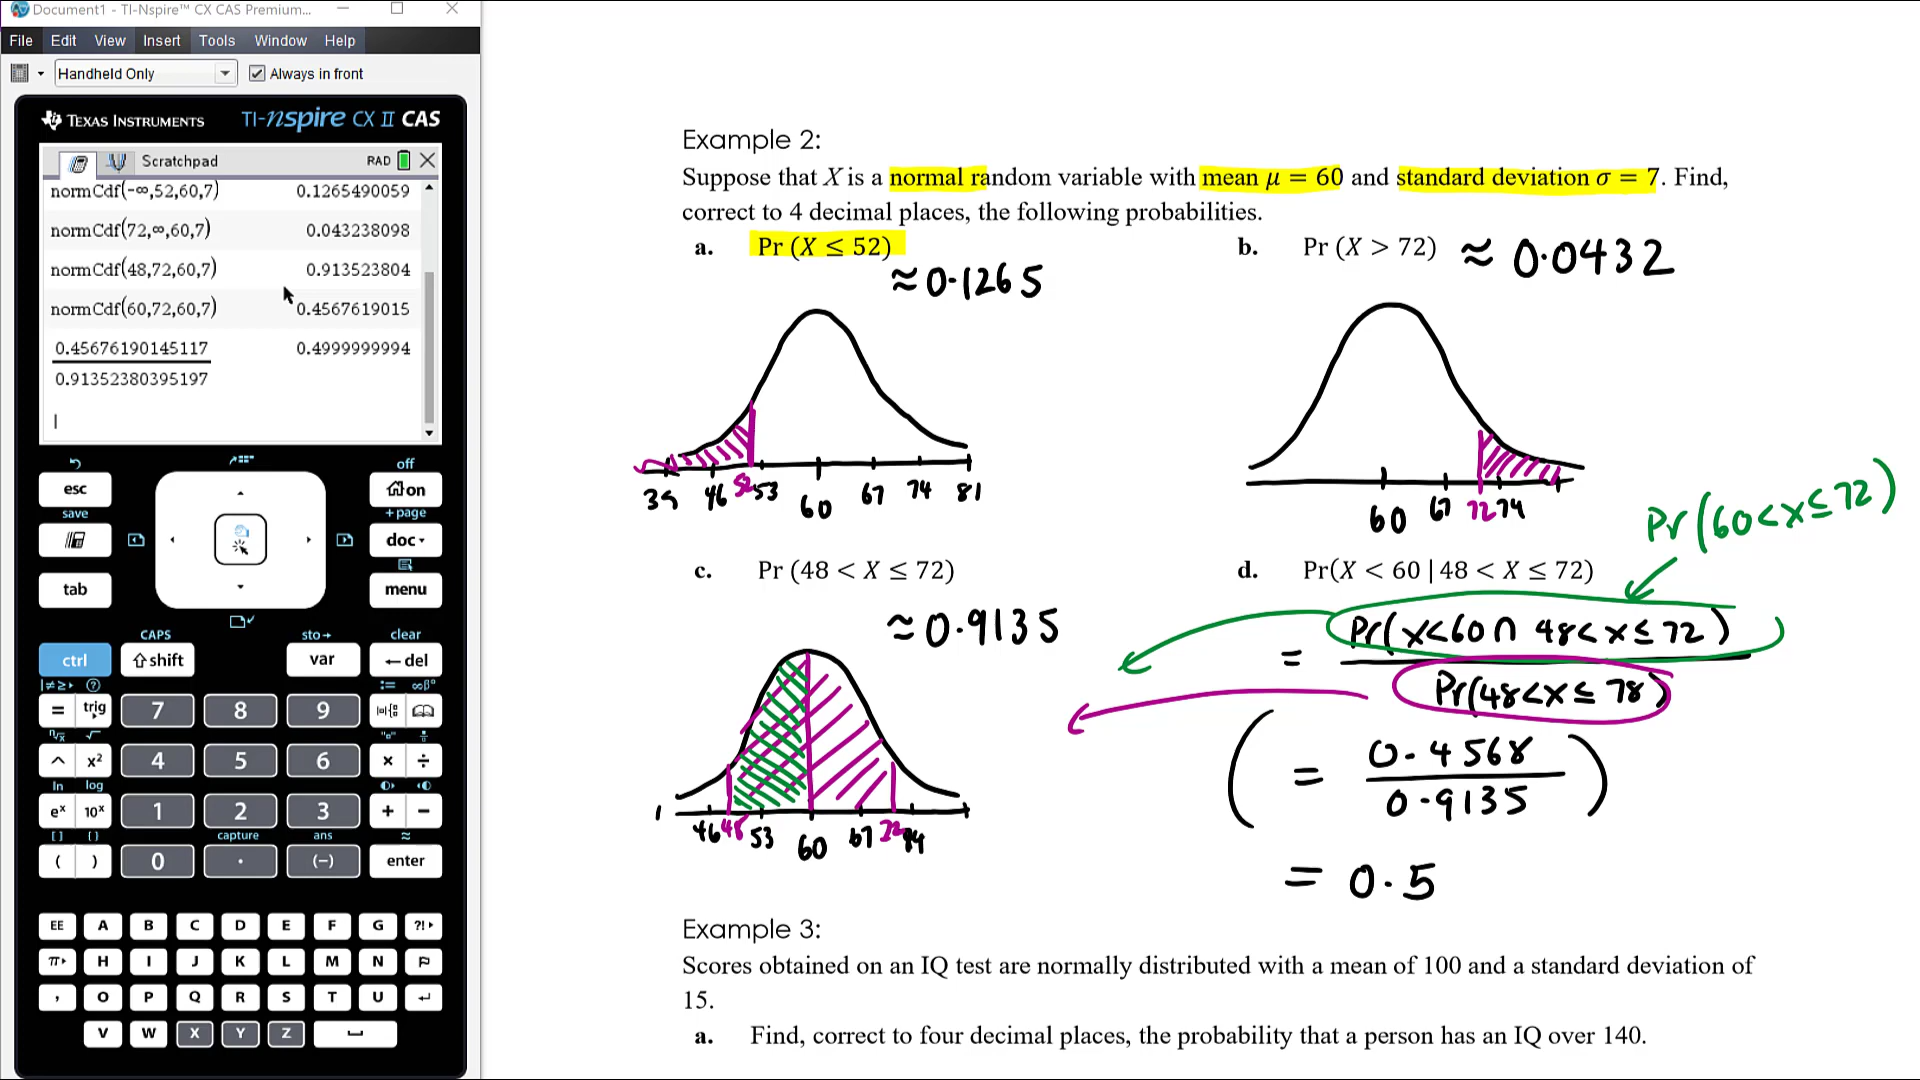 Document1 - TI-Nspire™ CX CAS Premium...
File Edit View Insert Tools Window Help
Handheld Only Always in front
TEXAS INSTRUMENTS TI-nspire CX II CAS
Scratchpad RAD
normCdf(-∞,52,60,7) 0.1265490059
normCdf(72,∞,60,7) 0.043238098
normCdf(48,72,60,7) 0.913523804
normCdf(60,72,60,7) 0.4567619015
0.45676190145117 0.4999999994
0.91352380395197
off
esc on
save +page
doc
tab menu
CAPS sto→ clear
ctrl shift var ←del
= trig 7 8 9
^ x² 4 5 6 × ÷
ln log
eˣ 10ˣ 1 2 3 + −
[] {} capture ans ≈
( ) 0 . (−) enter
EE A B C D E F G ?!▸
π▸ H I J K L M N
, O P Q R S T U
V W X Y Z
Example 2:
Suppose that X is a normal random variable with mean μ = 60 and standard deviation σ = 7. Find,
correct to 4 decimal places, the following probabilities.
a. Pr (X ≤ 52)
≈0.1265
39 46 52 53 60 67 74 81
b. Pr (X > 72) ≈ 0.0432
60 67 72 74
Pr(60<x≤72)
c. Pr (48 < X ≤ 72)
≈0.9135
46 48 53 60 67 72 74
d. Pr(X < 60 | 48 < X ≤ 72)
= Pr(x<60∩ 48<x≤72)
Pr(48<x≤78)
( = 0.4568 )
0.9135
= 0.5
Example 3:
Scores obtained on an IQ test are normally distributed with a mean of 100 and a standard deviation of
15.
a. Find, correct to four decimal places, the probability that a person has an IQ over 140.